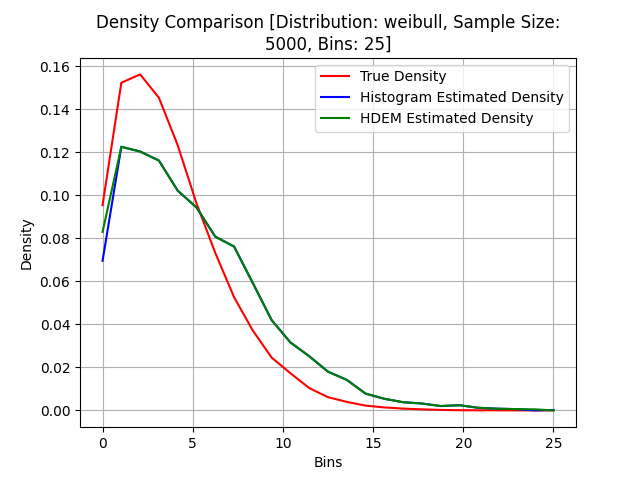 Density Comparison [Distribution: weibull, Sample Size:
5000, Bins: 25]
True Density
Histogram Estimated Density
HDEM Estimated Density
Density
0.16
0.14
0.12
0.10
0.08
0.06
0.04
0.02
0.00
0 5 10 15 20 25
Bins